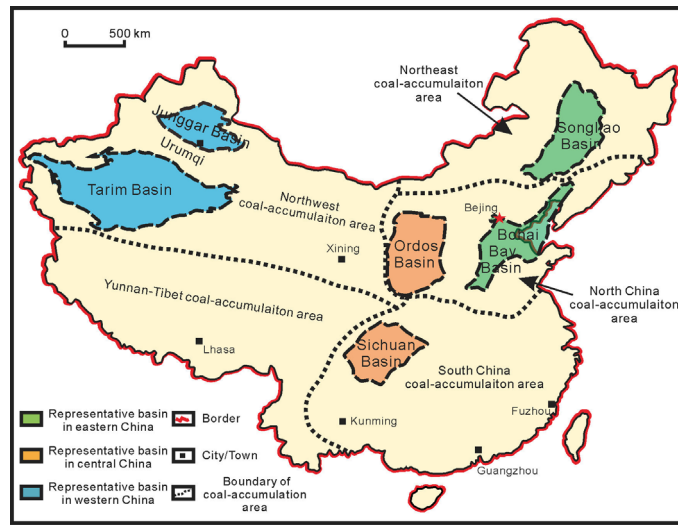 0 500 km
Northeast
coal-accumulaiton
area
Songliao
Basin
Junggar Basin
Urumqi
Tarim Basin
Northwest
coal-accumulaiton area
Bejing
Bohai
Bay
Basin
Ordos
Basin
Xining
North China
coal-accumulaiton
area
Yunnan-Tibet coal-accumulaiton area
Lhasa
Sichuan
Basin
South China
coal-accumulaiton area
Kunming
Fuzhou
Guangzhou
Representative basin
in eastern China
Border
Representative basin
in central China
City/Town
Representative basin
in western China
Boundary of
coal-accumulation
area